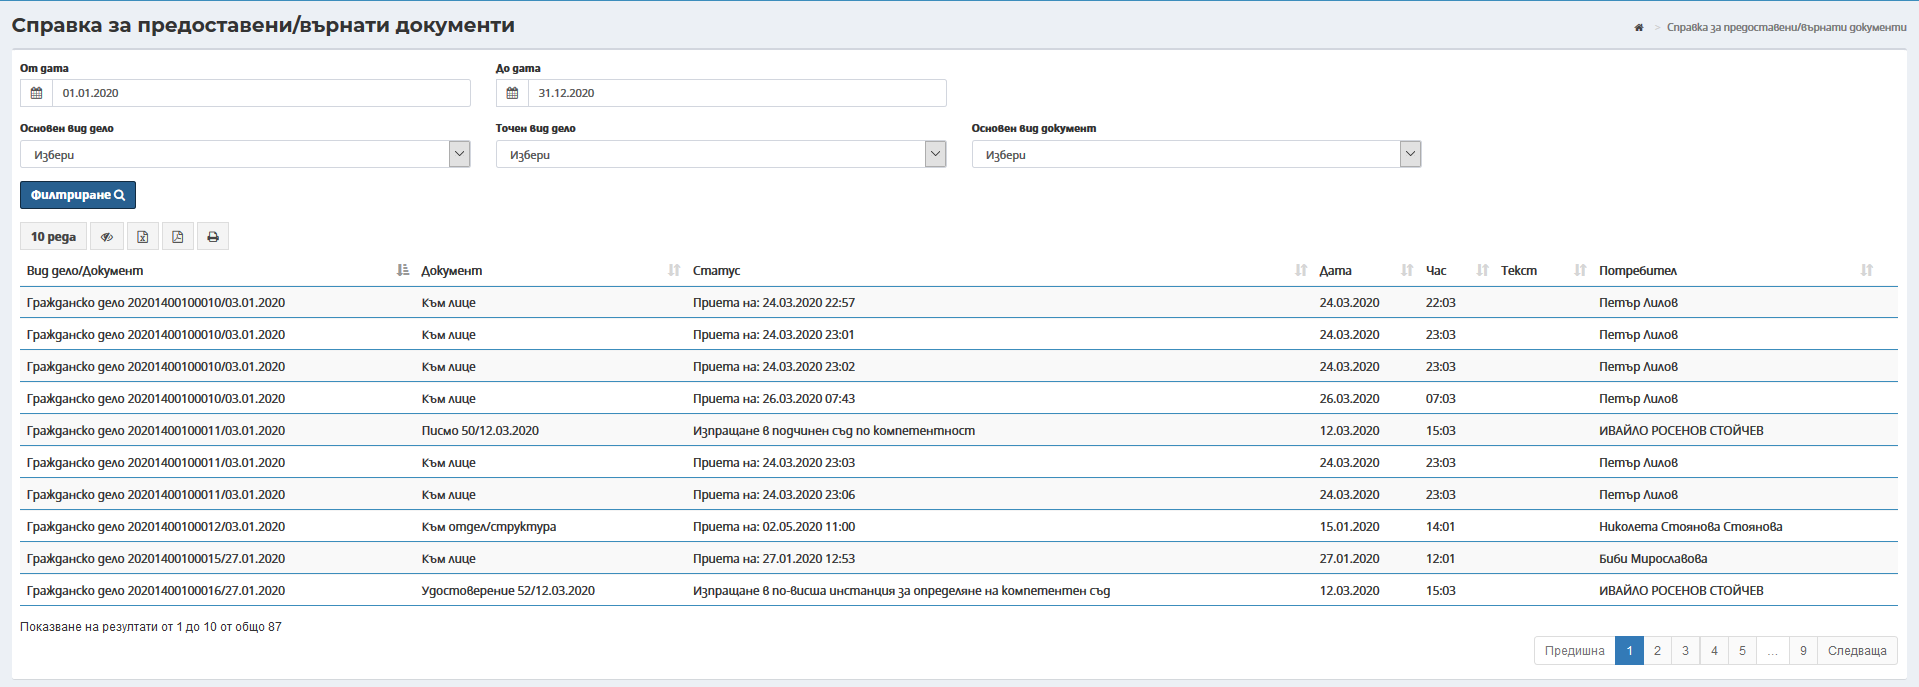 Справка за предоставени/върнати документи
> Справка за предоставени/върнати документи
От дата
До дата
01.01.2020
31.12.2020
Основен вид дело
Точен вид дело
Основен вид документ
Избери
Избери
Избери
Филтриране
10 реда
Вид дело/Документ Документ Статус Дата Час Текст Потребител
Гражданско дело 20201400100010/03.01.2020 Към лице Приета на: 24.03.2020 22:57 24.03.2020 22:03 Петър Лилов
Гражданско дело 20201400100010/03.01.2020 Към лице Приета на: 24.03.2020 23:01 24.03.2020 23:03 Петър Лилов
Гражданско дело 20201400100010/03.01.2020 Към лице Приета на: 24.03.2020 23:02 24.03.2020 23:03 Петър Лилов
Гражданско дело 20201400100010/03.01.2020 Към лице Приета на: 26.03.2020 07:43 26.03.2020 07:03 Петър Лилов
Гражданско дело 20201400100011/03.01.2020 Писмо 50/12.03.2020 Изпращане в подчинен съд по компетентност 12.03.2020 15:03 ИВАЙЛО РОСЕНОВ СТОЙЧЕВ
Гражданско дело 20201400100011/03.01.2020 Към лице Приета на: 24.03.2020 23:03 24.03.2020 23:03 Петър Лилов
Гражданско дело 20201400100011/03.01.2020 Към лице Приета на: 24.03.2020 23:06 24.03.2020 23:03 Петър Лилов
Гражданско дело 20201400100012/03.01.2020 Към отдел/структура Приета на: 02.05.2020 11:00 15.01.2020 14:01 Николета Стоянова Стоянова
Гражданско дело 20201400100015/27.01.2020 Към лице Приета на: 27.01.2020 12:53 27.01.2020 12:01 Биби Мирославова
Гражданско дело 20201400100016/27.01.2020 Удостоверение 52/12.03.2020 Изпращане в по-висша инстанция за определяне на компетентен съд 12.03.2020 15:03 ИВАЙЛО РОСЕНОВ СТОЙЧЕВ
Показване на резултати от 1 до 10 от общо 87
Предишна 1 2 3 4 5 ... 9 Следваща